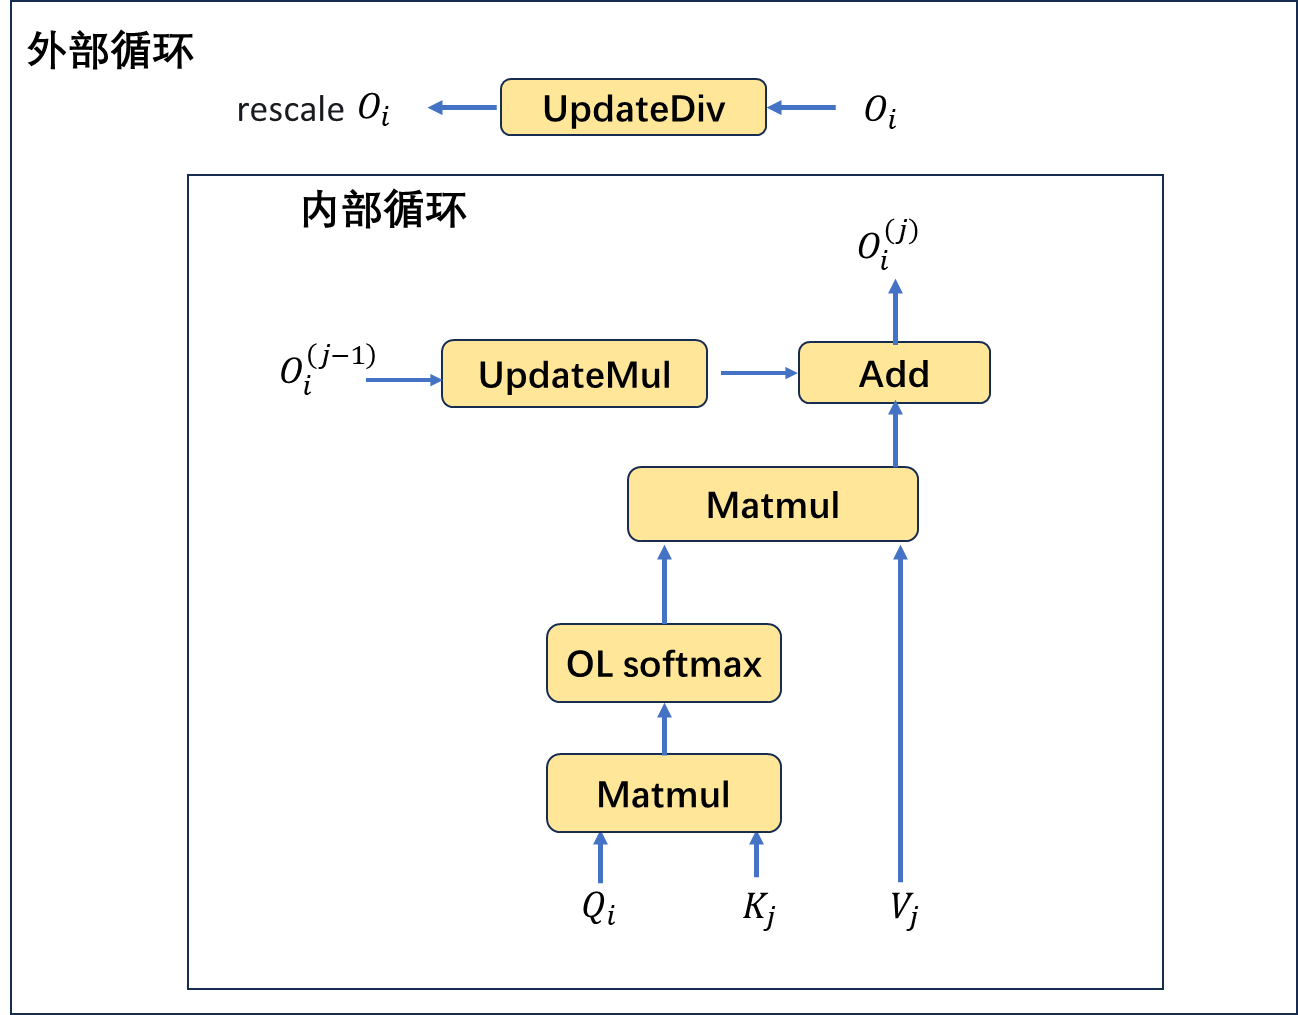 外部循环
rescale O_i UpdateDiv O_i
内部循环
O_i^{(j)}
O_i^{(j-1)} UpdateMul Add
Matmul
OL softmax
Matmul
Q_i K_j V_j